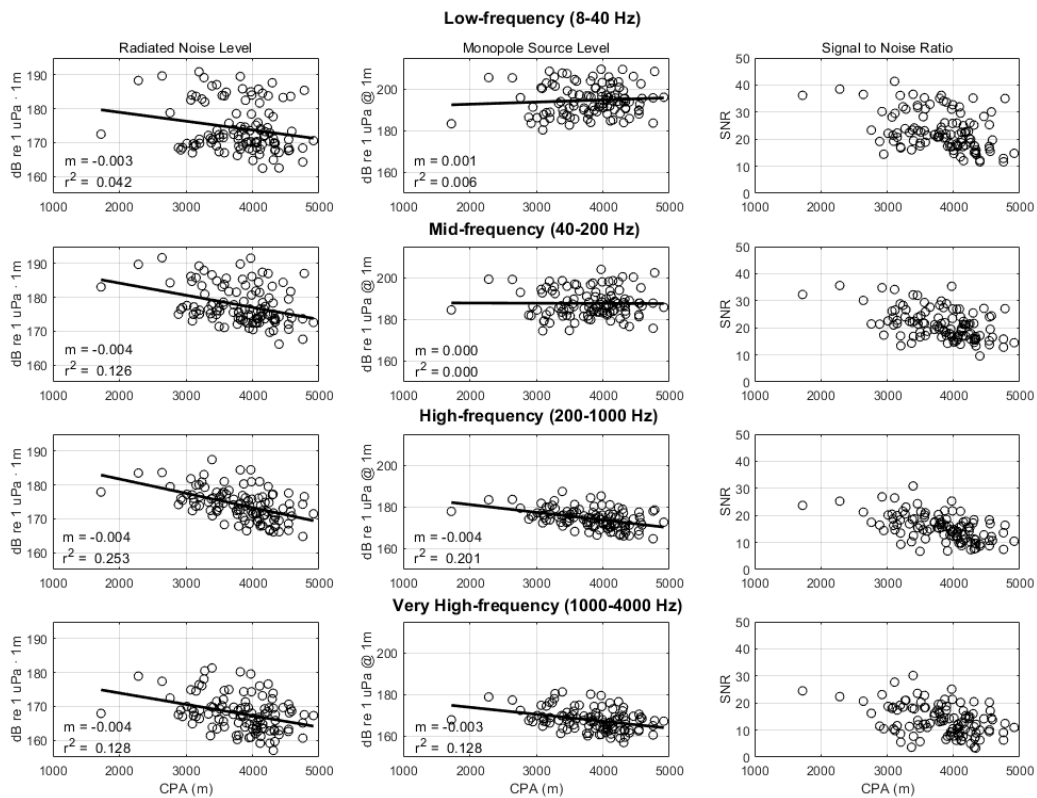 Low-frequency (8-40 Hz)
Radiated Noise Level
Monopole Source Level
Signal to Noise Ratio
dB re 1 uPa · 1m
190
180
170
160
m = -0.003
r² = 0.042
1000 2000 3000 4000 5000
dB re 1 uPa @ 1m
200
180
160
m = 0.001
r² = 0.006
1000 2000 3000 4000 5000
SNR
50
40
30
20
10
0
1000 2000 3000 4000 5000
Mid-frequency (40-200 Hz)
dB re 1 uPa · 1m
190
180
170
160
m = -0.004
r² = 0.126
1000 2000 3000 4000 5000
dB re 1 uPa @ 1m
200
180
160
m = 0.000
r² = 0.000
1000 2000 3000 4000 5000
SNR
50
40
30
20
10
0
1000 2000 3000 4000 5000
High-frequency (200-1000 Hz)
dB re 1 uPa · 1m
190
180
170
160
m = -0.004
r² = 0.253
1000 2000 3000 4000 5000
dB re 1 uPa @ 1m
200
180
160
m = -0.004
r² = 0.201
1000 2000 3000 4000 5000
SNR
50
40
30
20
10
0
1000 2000 3000 4000 5000
Very High-frequency (1000-4000 Hz)
dB re 1 uPa · 1m
190
180
170
160
m = -0.004
r² = 0.128
1000 2000 3000 4000 5000
CPA (m)
dB re 1 uPa @ 1m
200
180
160
m = -0.003
r² = 0.128
1000 2000 3000 4000 5000
CPA (m)
SNR
50
40
30
20
10
0
1000 2000 3000 4000 5000
CPA (m)